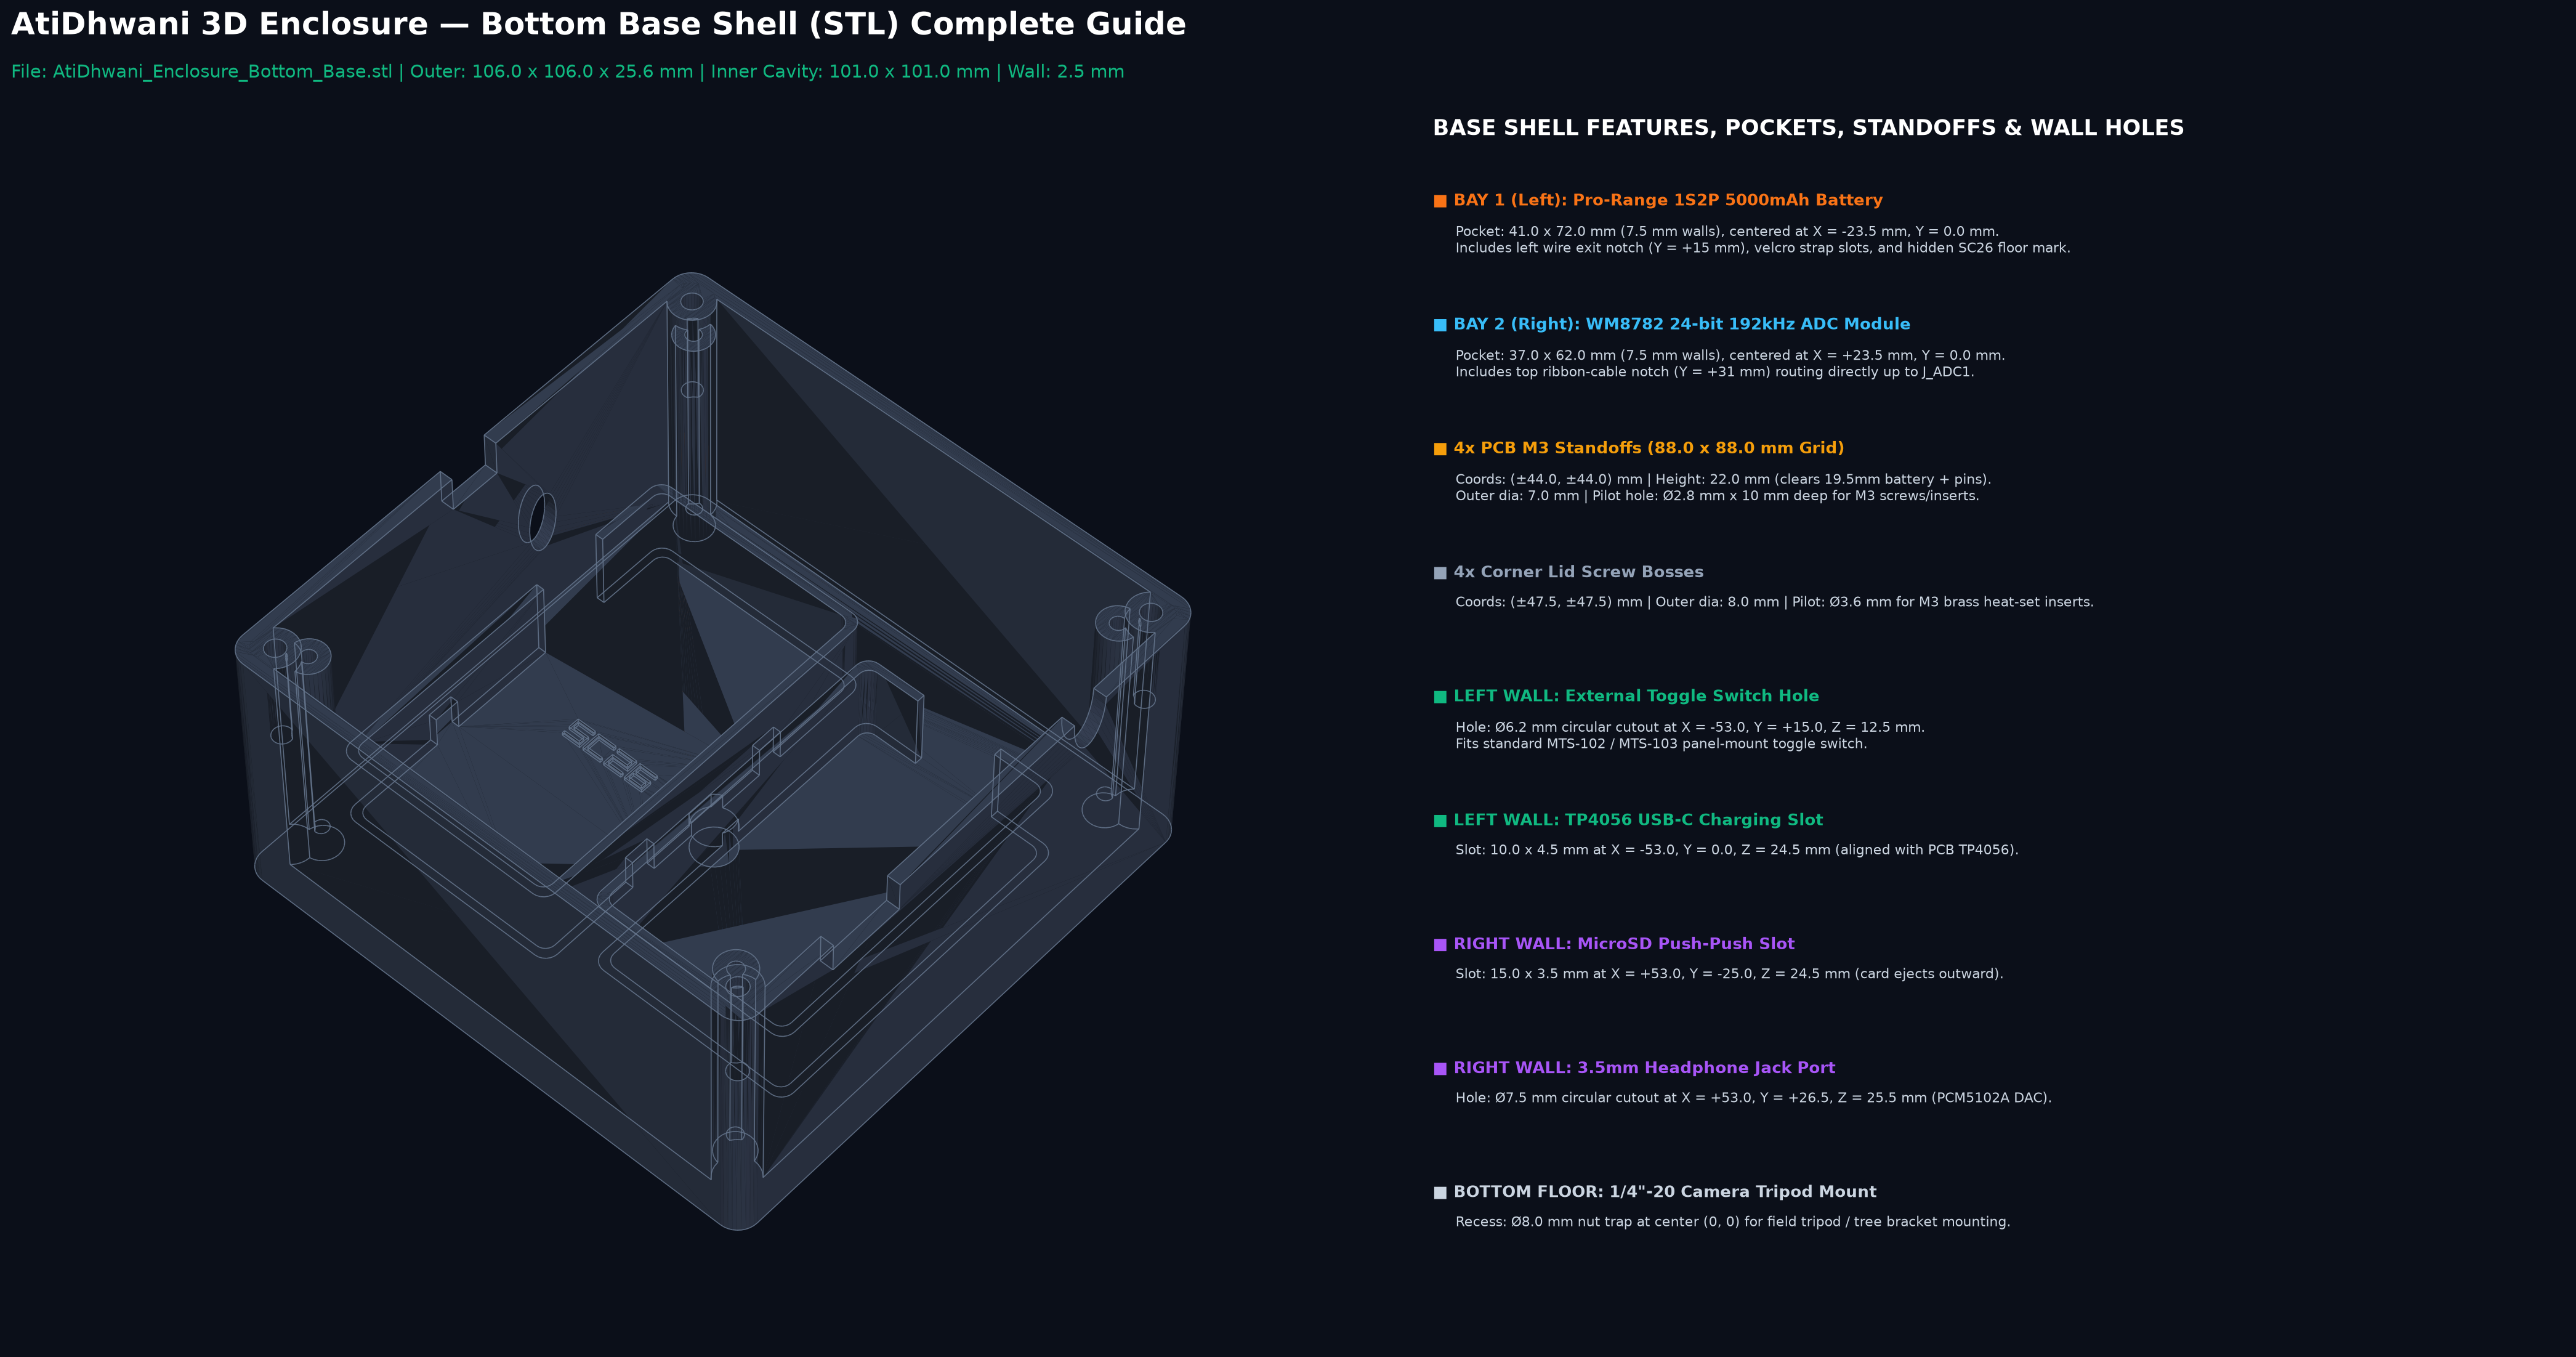 AtiDhwani 3D Enclosure — Bottom Base Shell (STL) Complete Guide
File: AtiDhwani_Enclosure_Bottom_Base.stl | Outer: 106.0 x 106.0 x 25.6 mm | Inner Cavity: 101.0 x 101.0 mm | Wall: 2.5 mm
BASE SHELL FEATURES, POCKETS, STANDOFFS & WALL HOLES
■ BAY 1 (Left): Pro-Range 1S2P 5000mAh Battery
Pocket: 41.0 x 72.0 mm (7.5 mm walls), centered at X = -23.5 mm, Y = 0.0 mm.
Includes left wire exit notch (Y = +15 mm), velcro strap slots, and hidden SC26 floor mark.
■ BAY 2 (Right): WM8782 24-bit 192kHz ADC Module
Pocket: 37.0 x 62.0 mm (7.5 mm walls), centered at X = +23.5 mm, Y = 0.0 mm.
Includes top ribbon-cable notch (Y = +31 mm) routing directly up to J_ADC1.
■ 4x PCB M3 Standoffs (88.0 x 88.0 mm Grid)
Coords: (±44.0, ±44.0) mm | Height: 22.0 mm (clears 19.5mm battery + pins).
Outer dia: 7.0 mm | Pilot hole: Ø2.8 mm x 10 mm deep for M3 screws/inserts.
■ 4x Corner Lid Screw Bosses
Coords: (±47.5, ±47.5) mm | Outer dia: 8.0 mm | Pilot: Ø3.6 mm for M3 brass heat-set inserts.
■ LEFT WALL: External Toggle Switch Hole
Hole: Ø6.2 mm circular cutout at X = -53.0, Y = +15.0, Z = 12.5 mm.
Fits standard MTS-102 / MTS-103 panel-mount toggle switch.
■ LEFT WALL: TP4056 USB-C Charging Slot
Slot: 10.0 x 4.5 mm at X = -53.0, Y = 0.0, Z = 24.5 mm (aligned with PCB TP4056).
■ RIGHT WALL: MicroSD Push-Push Slot
Slot: 15.0 x 3.5 mm at X = +53.0, Y = -25.0, Z = 24.5 mm (card ejects outward).
■ RIGHT WALL: 3.5mm Headphone Jack Port
Hole: Ø7.5 mm circular cutout at X = +53.0, Y = +26.5, Z = 25.5 mm (PCM5102A DAC).
■ BOTTOM FLOOR: 1/4"-20 Camera Tripod Mount
Recess: Ø8.0 mm nut trap at center (0, 0) for field tripod / tree bracket mounting.
SC26